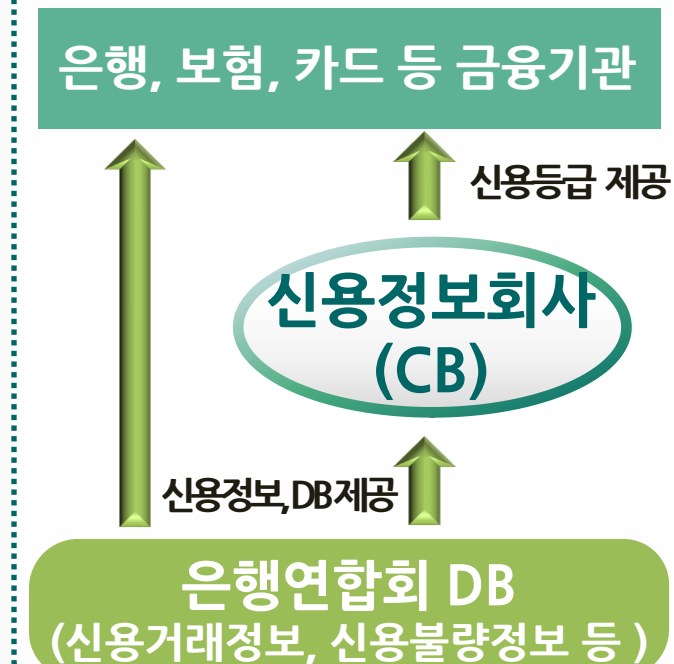 은행, 보험, 카드 등 금융기관
신용등급 제공
신용정보회사
(CB)
신용정보, DB제공
은행연합회 DB
(신용거래정보, 신용불량정보 등 )